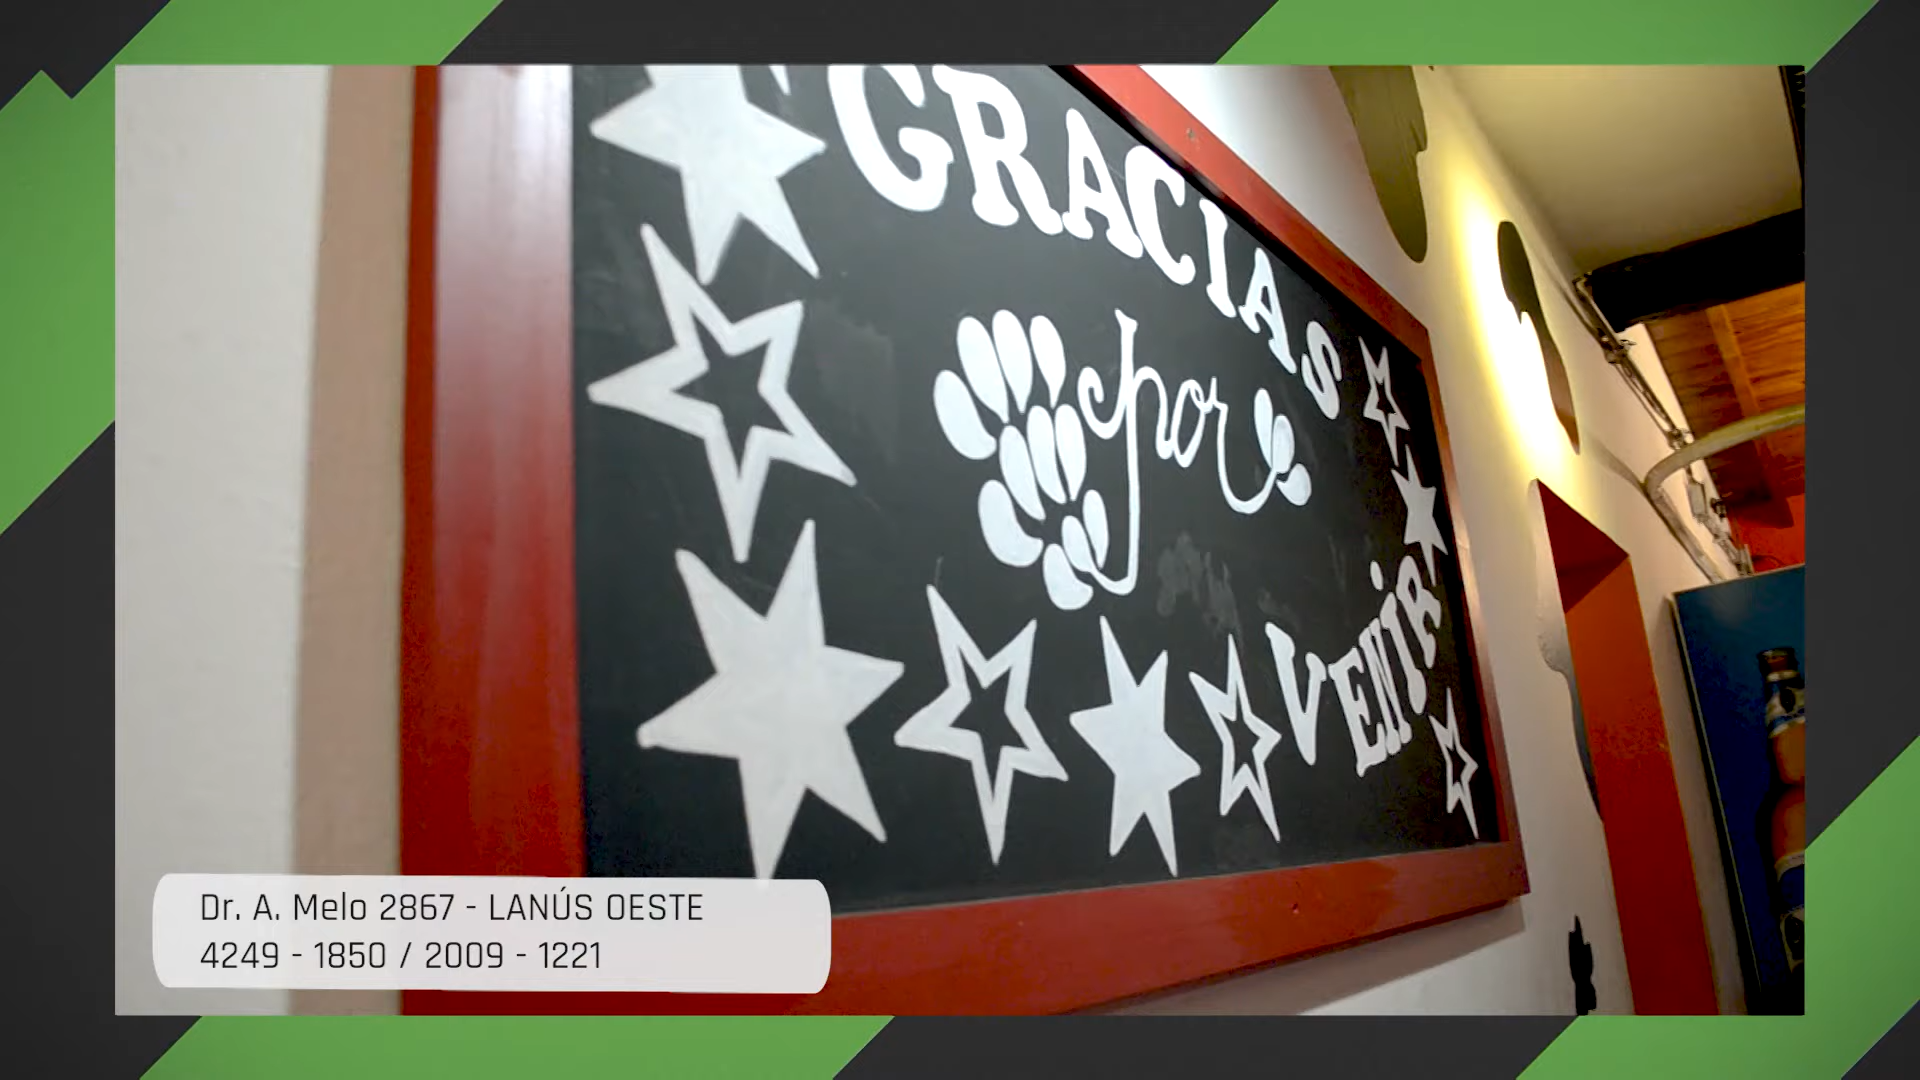 GRACIAS
por
VENiR
Dr. A. Melo 2867 - LANÚS OESTE
4249 - 1850 / 2009 - 1221